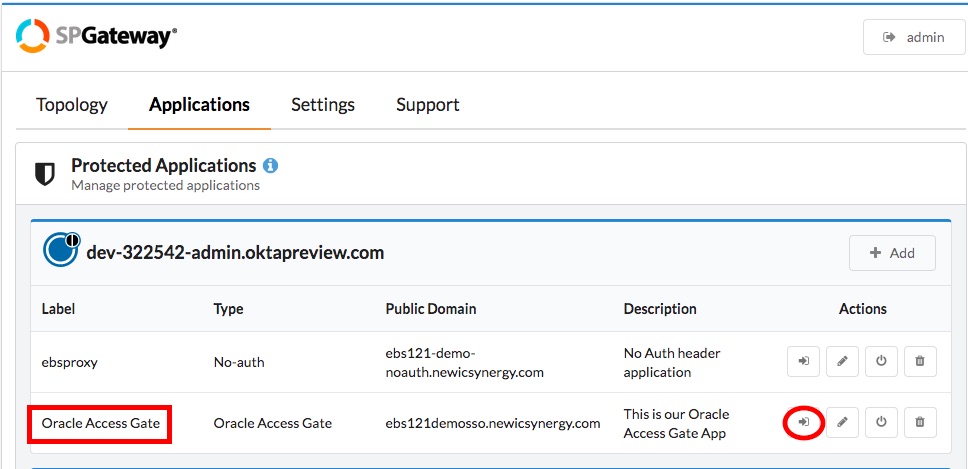 SPGateway®
admin
Topology Applications Settings Support
Protected Applications
Manage protected applications
dev-322542-admin.oktapreview.com
Add
Label Type Public Domain Description Actions
ebsproxy No-auth ebs121-demo-noauth.newicsynergy.com No Auth header application
Oracle Access Gate Oracle Access Gate ebs121demosso.newicsynergy.com This is our Oracle Access Gate App